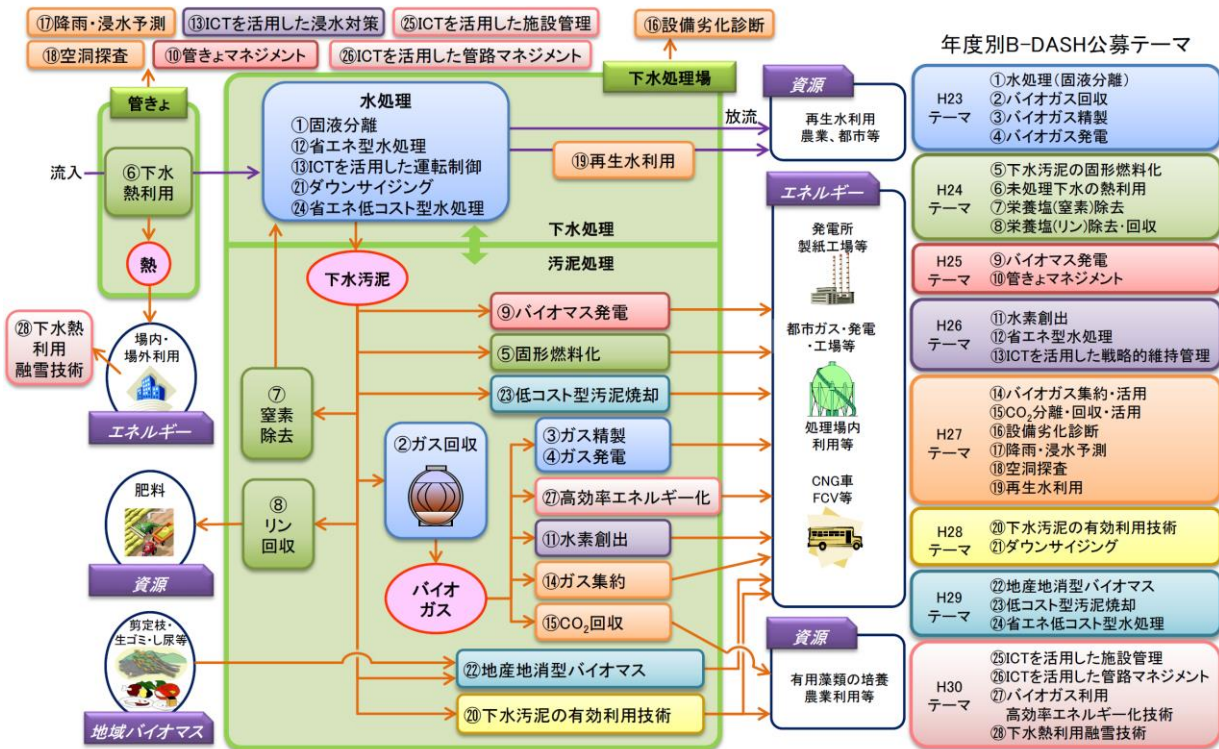 ⑰降雨・浸水予測
⑬ICTを活用した浸水対策
㉕ICTを活用した施設管理
⑯設備劣化診断
⑱空洞探査
⑩管きょマネジメント
㉖ICTを活用した管路マネジメント
管きょ
流入
⑥下水
熱利用
熱
㉘下水熱
利用
融雪技術
場内・
場外利用
エネルギー
肥料
資源
剪定枝・
生ゴミ・し尿等
地域バイオマス
下水処理場
水処理
①固液分離
⑫省エネ型水処理
⑬ICTを活用した運転制御
㉑ダウンサイジング
㉔省エネ低コスト型水処理
放流
⑲再生水利用
下水処理
汚泥処理
下水汚泥
⑨バイオマス発電
⑤固形燃料化
㉓低コスト型汚泥焼却
⑦
窒素
除去
②ガス回収
③ガス精製
④ガス発電
㉗高効率エネルギー化
⑧
リン
回収
⑪水素創出
バイオ
ガス
⑭ガス集約
⑮CO₂回収
㉒地産地消型バイオマス
⑳下水汚泥の有効利用技術
資源
再生水利用
農業、都市等
エネルギー
発電所
製紙工場等
都市ガス・発電
・工場等
処理場内
利用等
CNG車
FCV等
資源
有用藻類の培養
農業利用等
年度別B-DASH公募テーマ
H23
テーマ
①水処理(固液分離)
②バイオガス回収
③バイオガス精製
④バイオガス発電
H24
テーマ
⑤下水汚泥の固形燃料化
⑥未処理下水の熱利用
⑦栄養塩(窒素)除去
⑧栄養塩(リン)除去・回収
H25
テーマ
⑨バイオマス発電
⑩管きょマネジメント
H26
テーマ
⑪水素創出
⑫省エネ型水処理
⑬ICTを活用した戦略的維持管理
H27
テーマ
⑭バイオガス集約・活用
⑮CO₂分離・回収・活用
⑯設備劣化診断
⑰降雨・浸水予測
⑱空洞探査
⑲再生水利用
H28
テーマ
⑳下水汚泥の有効利用技術
㉑ダウンサイジング
H29
テーマ
㉒地産地消型バイオマス
㉓低コスト型汚泥焼却
㉔省エネ低コスト型水処理
H30
テーマ
㉕ICTを活用した施設管理
㉖ICTを活用した管路マネジメント
㉗バイオガス利用
高効率エネルギー化技術
㉘下水熱利用融雪技術